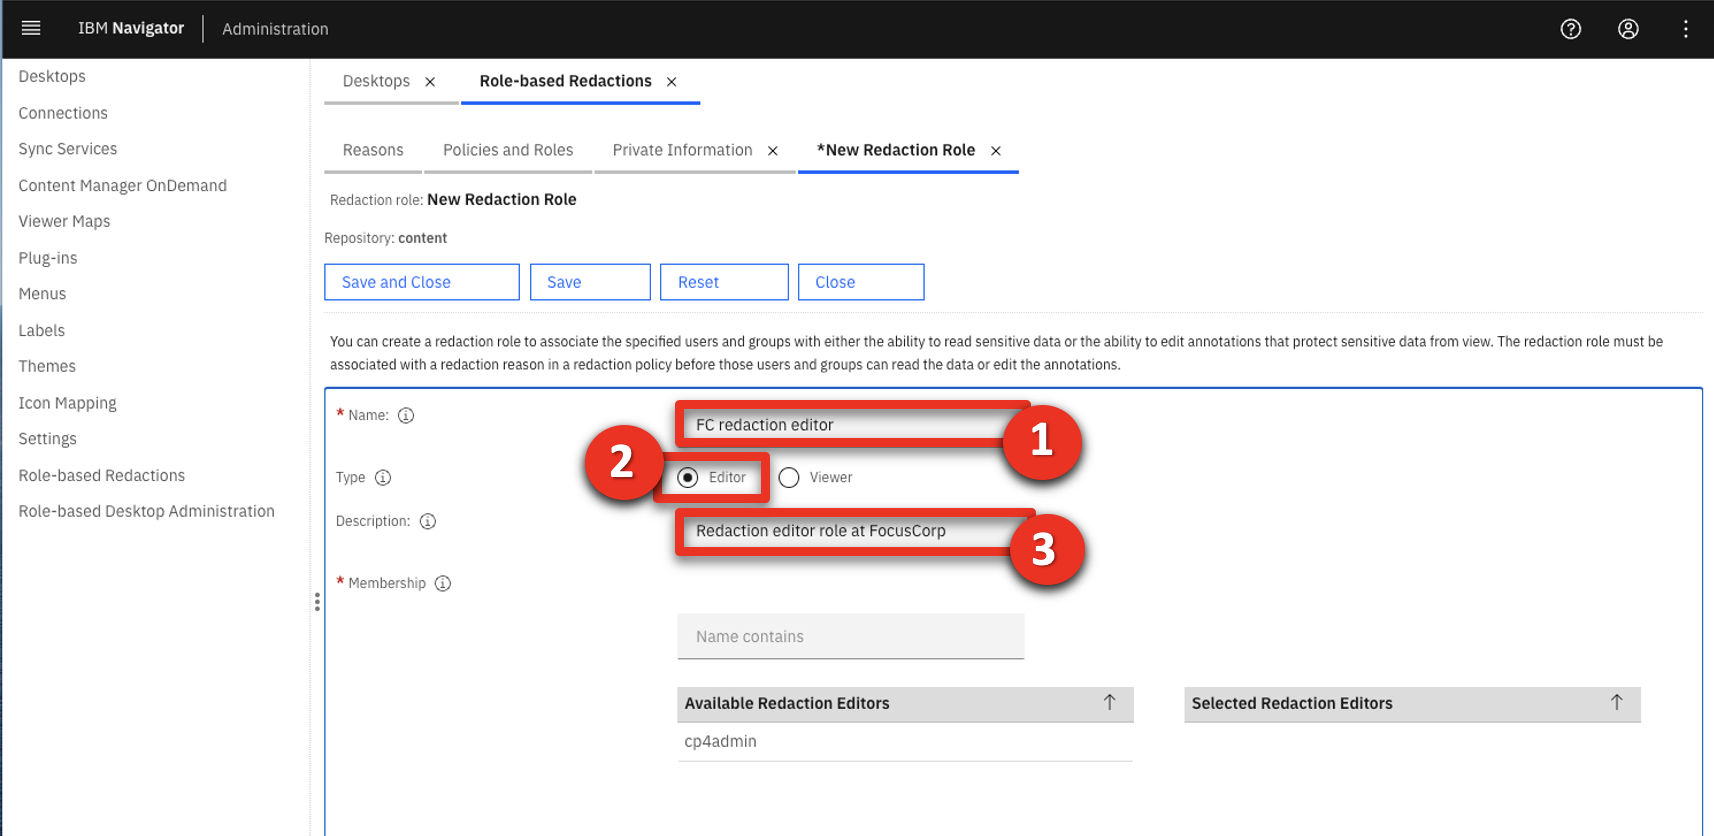 IBM Navigator Administration
Desktops
Connections
Sync Services
Content Manager OnDemand
Viewer Maps
Plug-ins
Menus
Labels
Themes
Icon Mapping
Settings
Role-based Redactions
Role-based Desktop Administration
Desktops Role-based Redactions
Reasons Policies and Roles Private Information *New Redaction Role
Redaction role: New Redaction Role
Repository: content
Save and Close Save Reset Close
You can create a redaction role to associate the specified users and groups with either the ability to read sensitive data or the ability to edit annotations that protect sensitive data from view. The redaction role must be
associated with a redaction reason in a redaction policy before those users and groups can read the data or edit the annotations.
* Name: FC redaction editor 1
Type 2 Editor Viewer
Description: Redaction editor role at FocusCorp 3
* Membership
Name contains
Available Redaction Editors Selected Redaction Editors
cp4admin